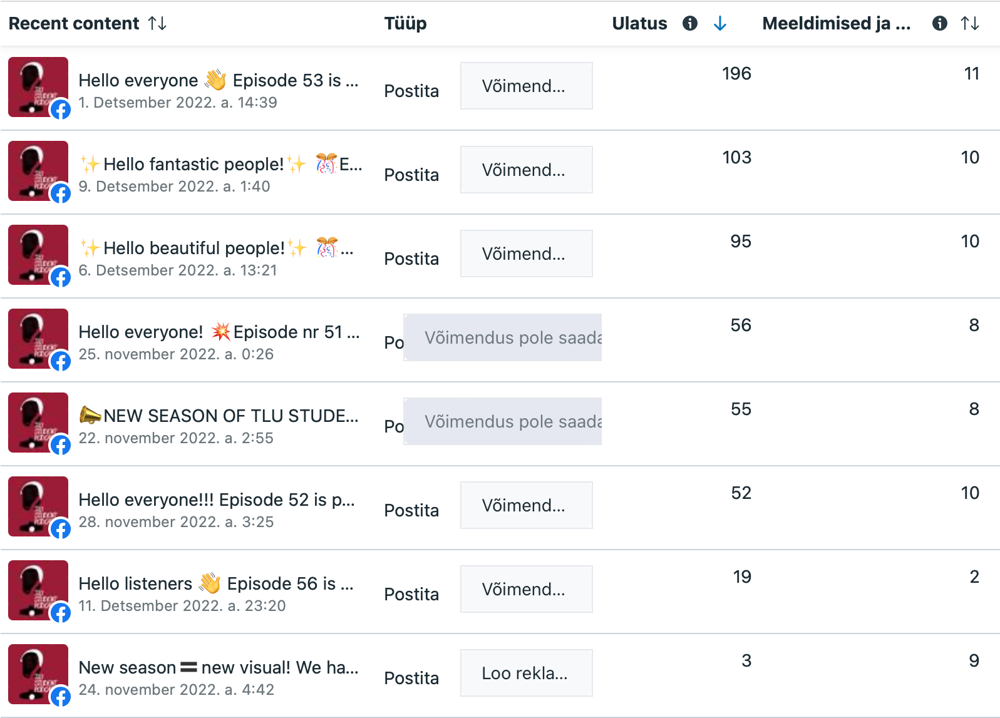 Recent content ↑↓ Tüüp Ulatus Meeldimised ja ...
Hello everyone 👋 Episode 53 is ...
1. Detsember 2022. a. 14:39
Postita Võimend... 196 11
✨Hello fantastic people!✨ 🎊E...
9. Detsember 2022. a. 1:40
Postita Võimend... 103 10
✨Hello beautiful people!✨ 🎊...
6. Detsember 2022. a. 13:21
Postita Võimend... 95 10
Hello everyone! 💥Episode nr 51 ...
25. november 2022. a. 0:26
Po Võimendus pole saada 56 8
📣NEW SEASON OF TLU STUDE...
22. november 2022. a. 2:55
Po Võimendus pole saada 55 8
Hello everyone!!! Episode 52 is p...
28. november 2022. a. 3:25
Postita Võimend... 52 10
Hello listeners 👋 Episode 56 is ...
11. Detsember 2022. a. 23:20
Postita Võimend... 19 2
New season🟰new visual! We ha...
24. november 2022. a. 4:42
Postita Loo rekla... 3 9